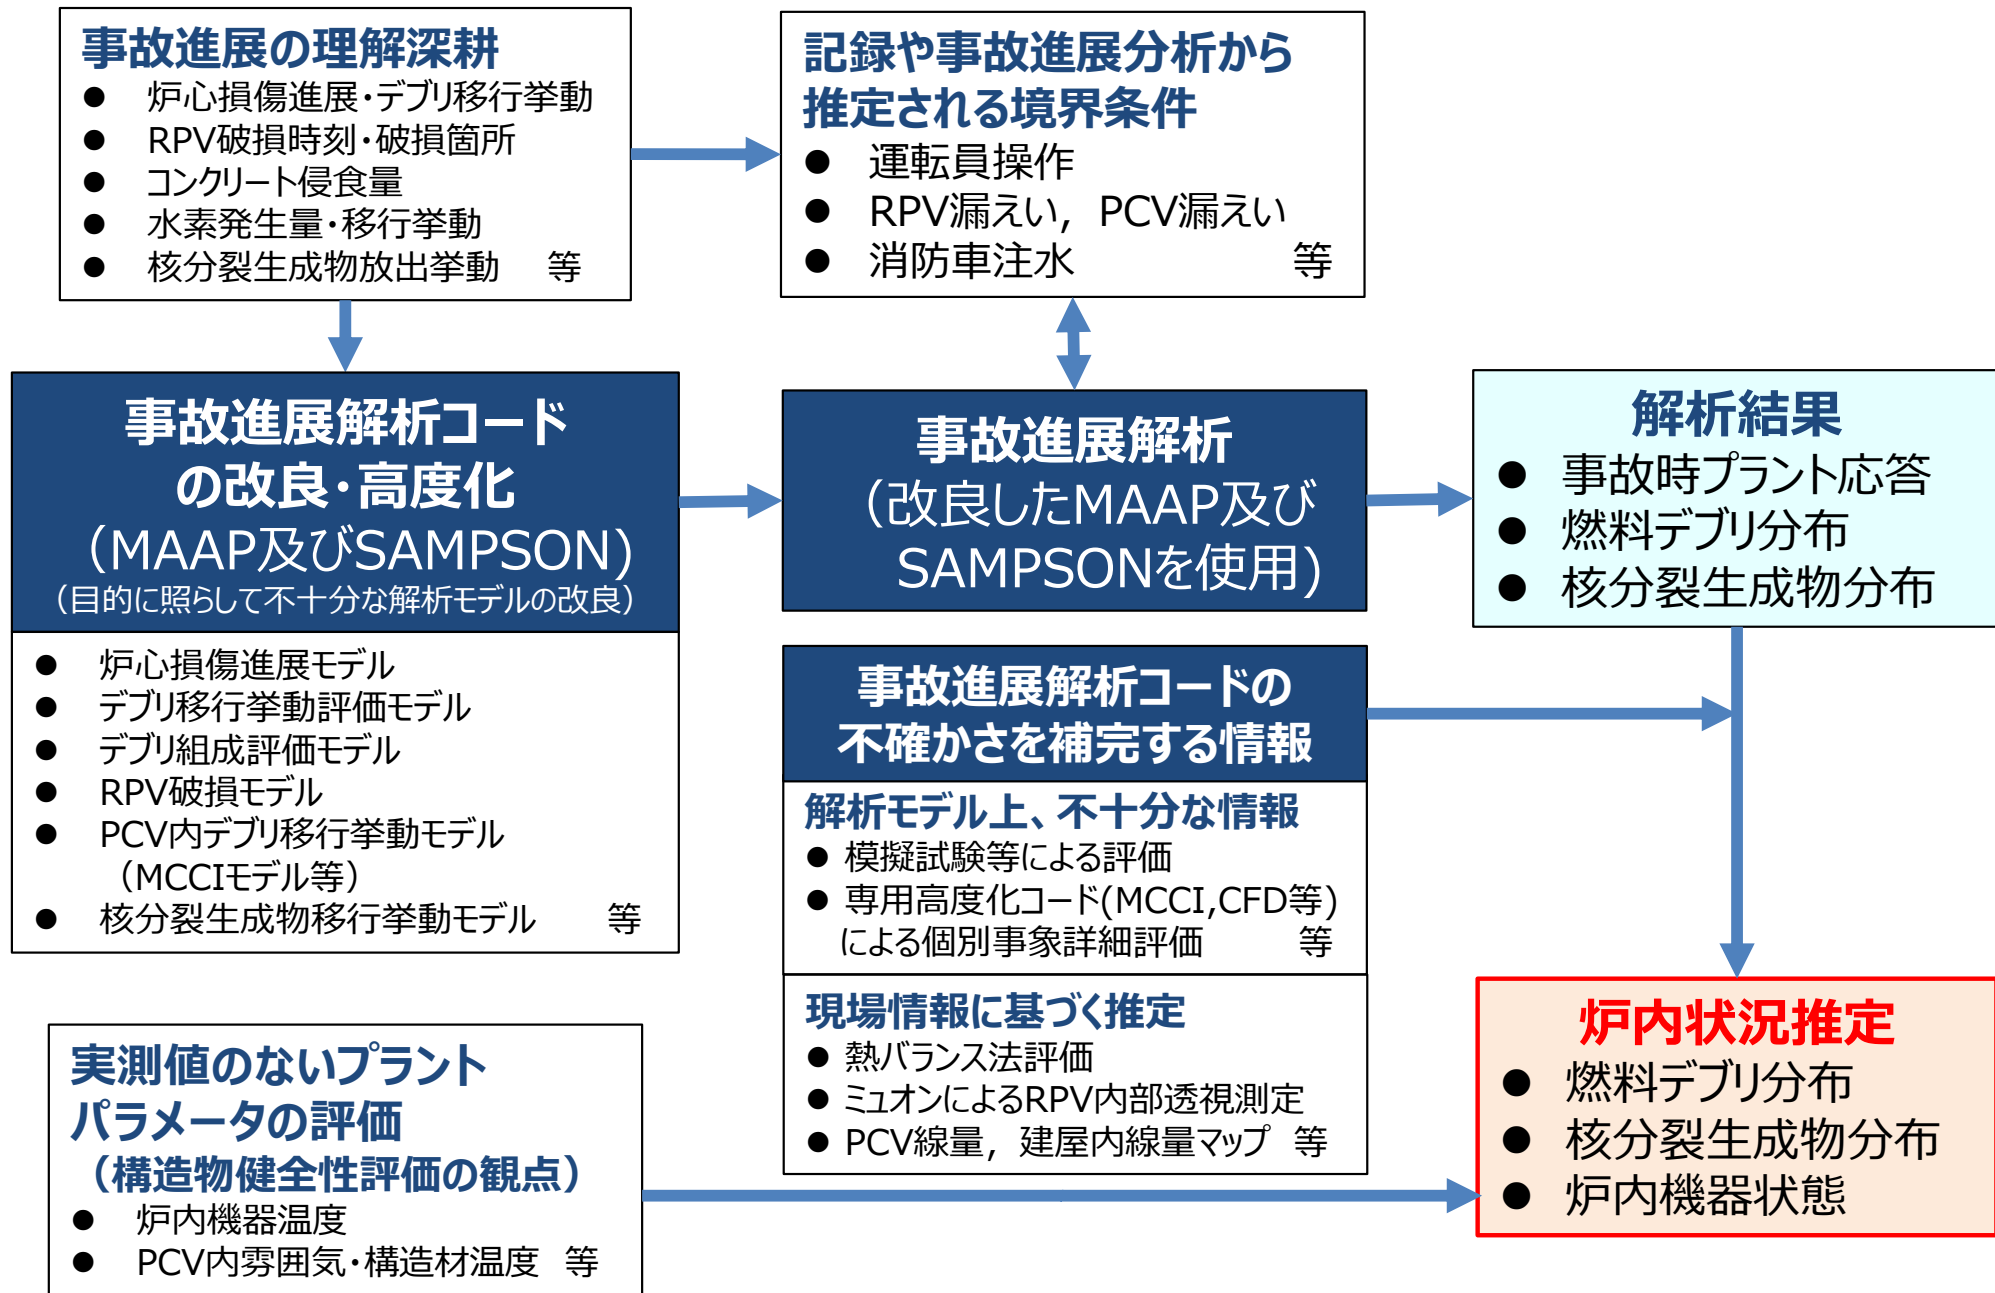 事故進展の理解深耕
● 炉心損傷進展・デブリ移行挙動
● RPV破損時刻・破損箇所
● コンクリート侵食量
● 水素発生量・移行挙動
● 核分裂生成物放出挙動 等
記録や事故進展分析から
推定される境界条件
● 運転員操作
● RPV漏えい, PCV漏えい
● 消防車注水 等
事故進展解析コード
の改良・高度化
（MAAP及びSAMPSON)
（目的に照らして不十分な解析モデルの改良）
● 炉心損傷進展モデル
● デブリ移行挙動評価モデル
● デブリ組成評価モデル
● RPV破損モデル
● PCV内デブリ移行挙動モデル
（MCCIモデル等）
● 核分裂生成物移行挙動モデル 等
事故進展解析
（改良したMAAP及び
SAMPSONを使用)
解析結果
● 事故時プラント応答
● 燃料デブリ分布
● 核分裂生成物分布
事故進展解析コードの
不確かさを補完する情報
解析モデル上、不十分な情報
● 模擬試験等による評価
● 専用高度化コード(MCCI,CFD等)
による個別事象詳細評価 等
現場情報に基づく推定
● 熱バランス法評価
● ミュオンによるRPV内部透視測定
● PCV線量, 建屋内線量マップ 等
実測値のないプラント
パラメータの評価
（構造物健全性評価の観点）
● 炉内機器温度
● PCV内雰囲気・構造材温度 等
炉内状況推定
● 燃料デブリ分布
● 核分裂生成物分布
● 炉内機器状態